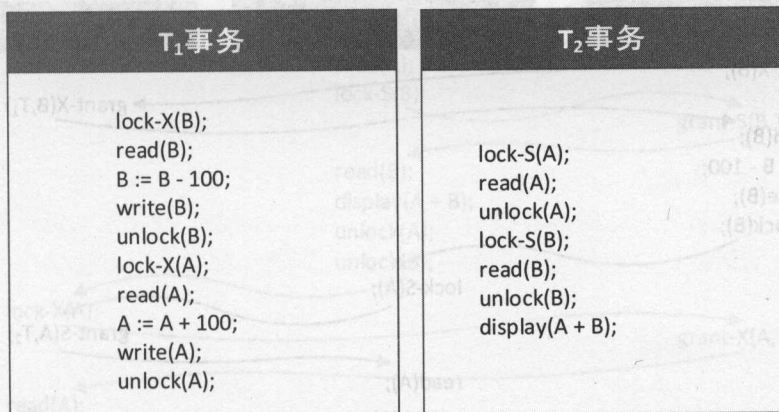 T₁事务
lock-X(B);
read(B);
B := B - 100;
write(B);
unlock(B);
lock-X(A);
read(A);
A := A + 100;
write(A);
unlock(A);
T₂事务
lock-S(A);
read(A);
unlock(A);
lock-S(B);
read(B);
unlock(B);
display(A + B);